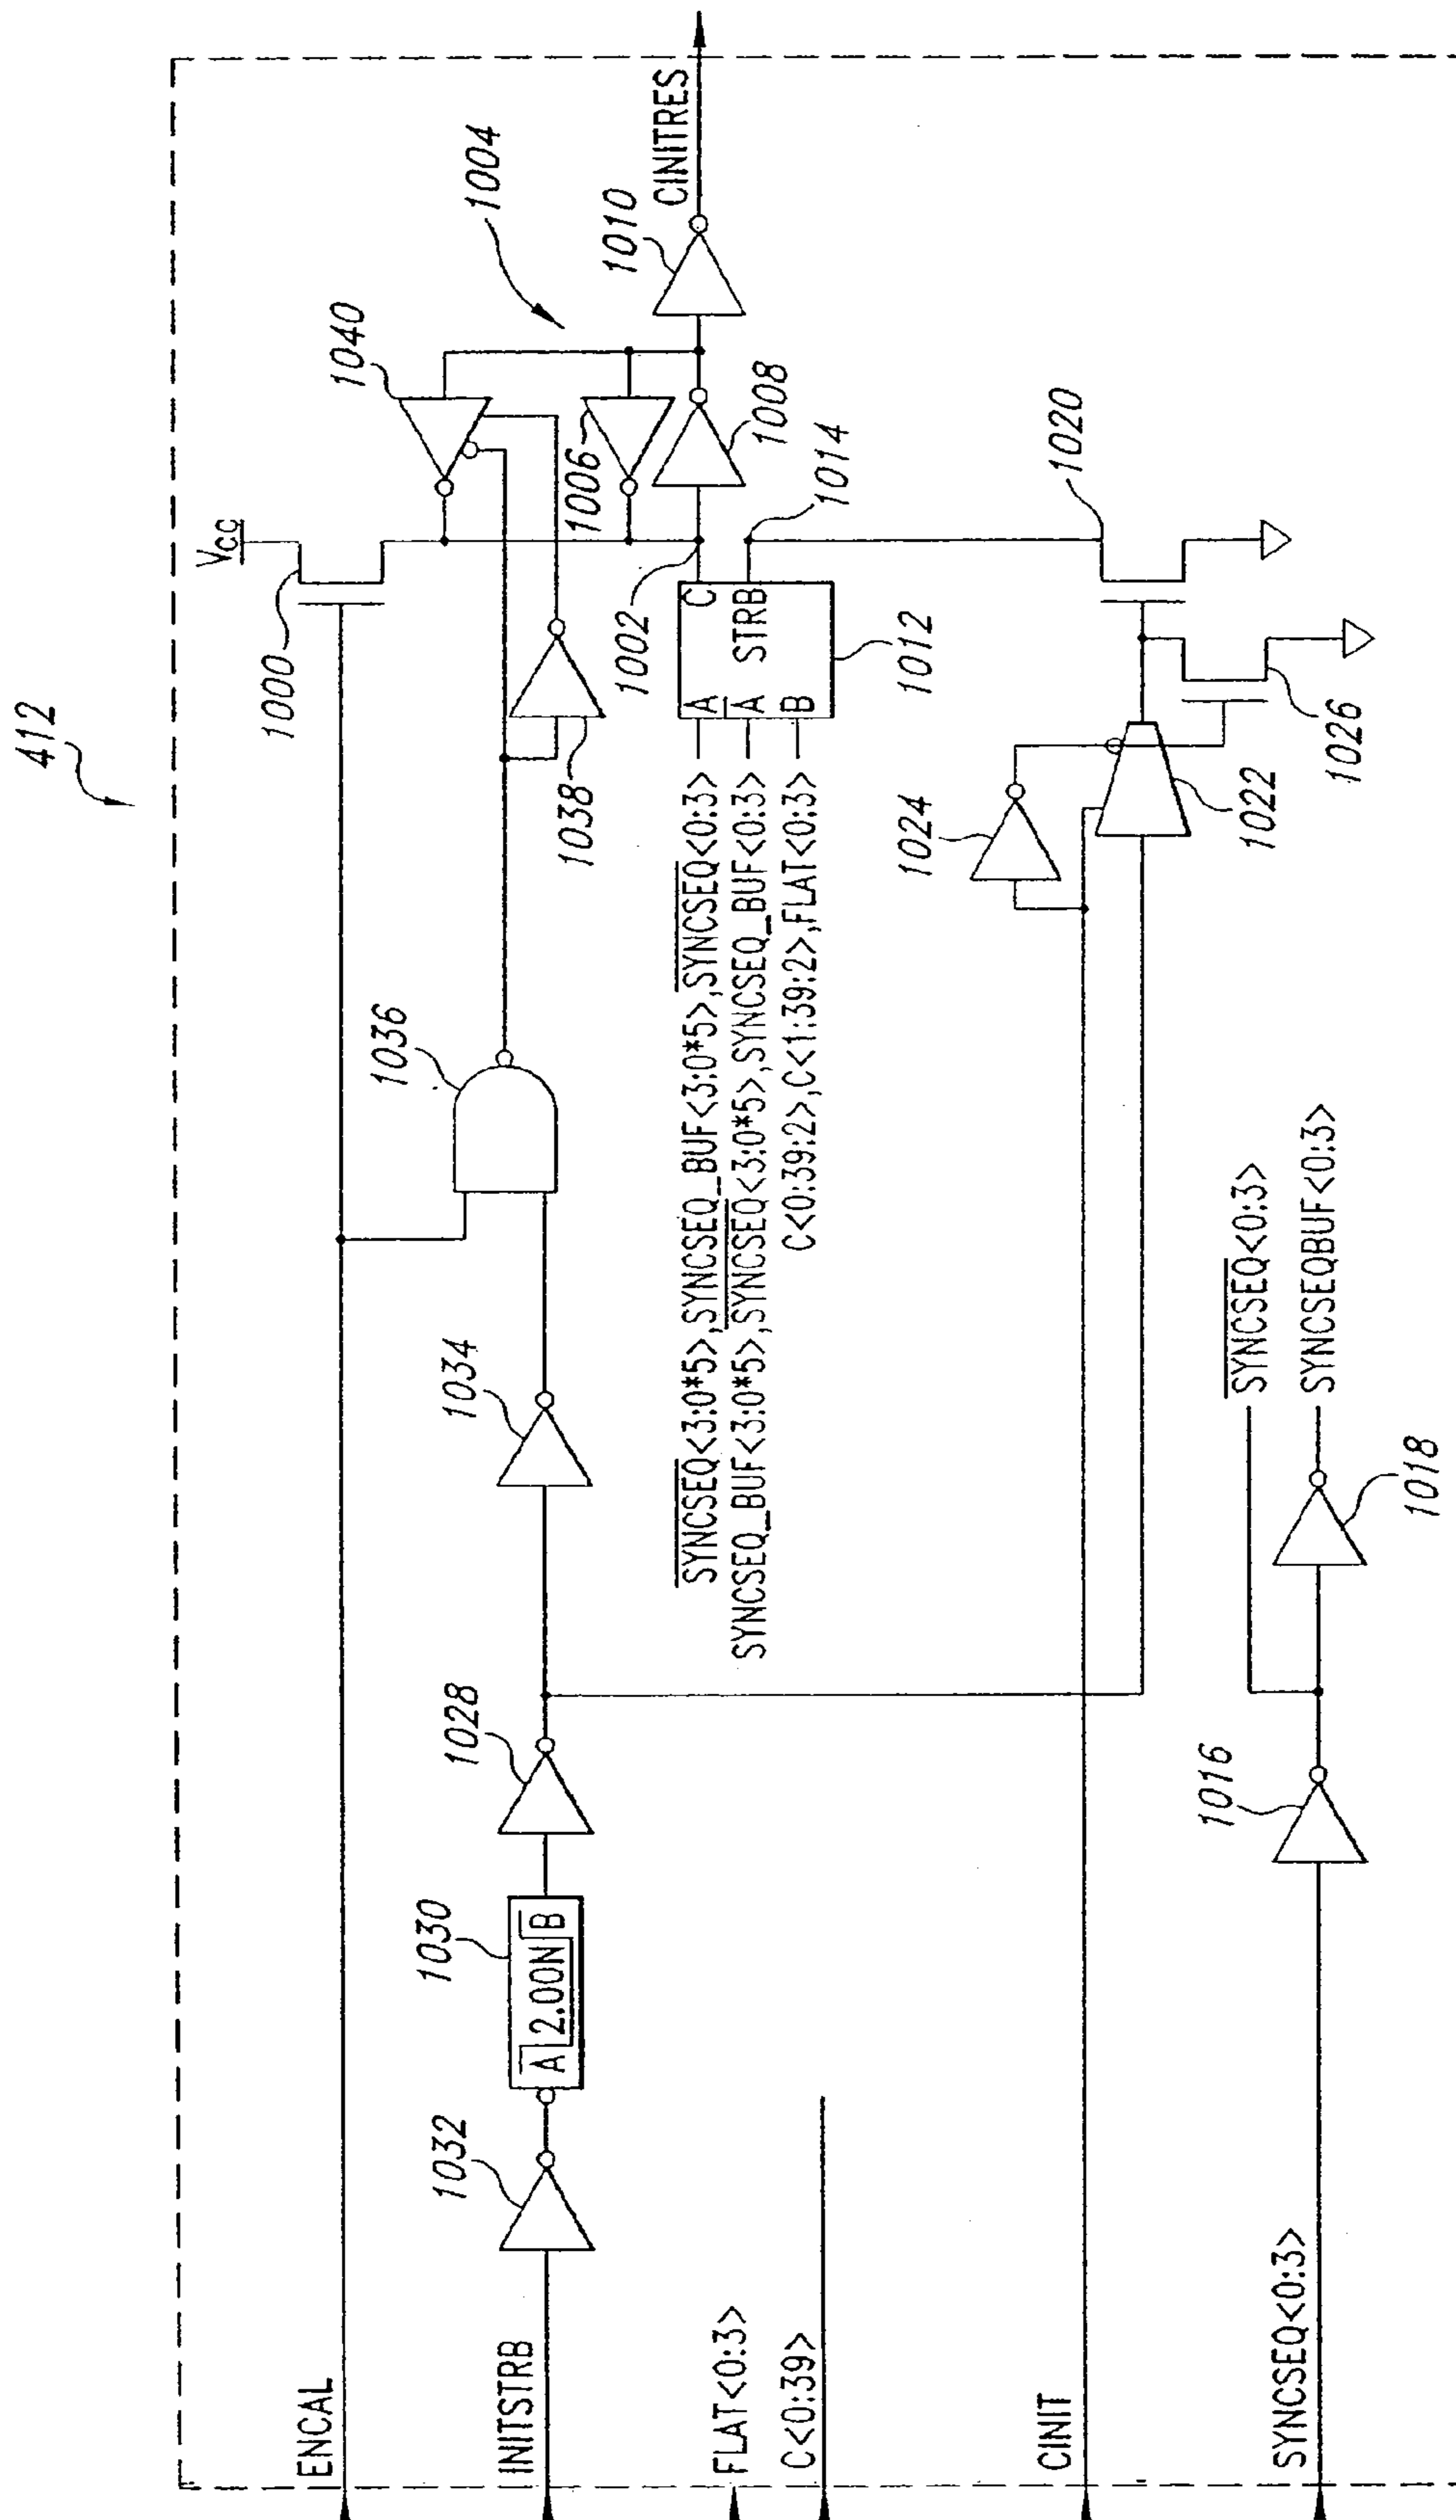 412
ENCAL
INITSTRB
FLAT<0:3>
C<0:39>
CINIT
SYNCSEQ<0:3>
1032
1030
A 2.00N B
1028
1034
1036
1038
1000
Vcc
1040
1004
1006
1008
1010
CINITRES
1002
1014
A C
A STRB
B
1012
SYNCSEQ<3:0*5>,SYNCSEQ_BUF<3:0*5>,SYNCSEQ<0:3>
SYNCSEQ_BUF<3:0*5>,SYNCSEQ<3:0*5>,SYNCSEQ_BUF<0:3>
C<0:39:2>,C<1:39:2>,FLAT<0:3>
1020
1024
1022
1026
1016
1018
SYNCSEQ<0:3>
SYNCSEQBUF<0:3>